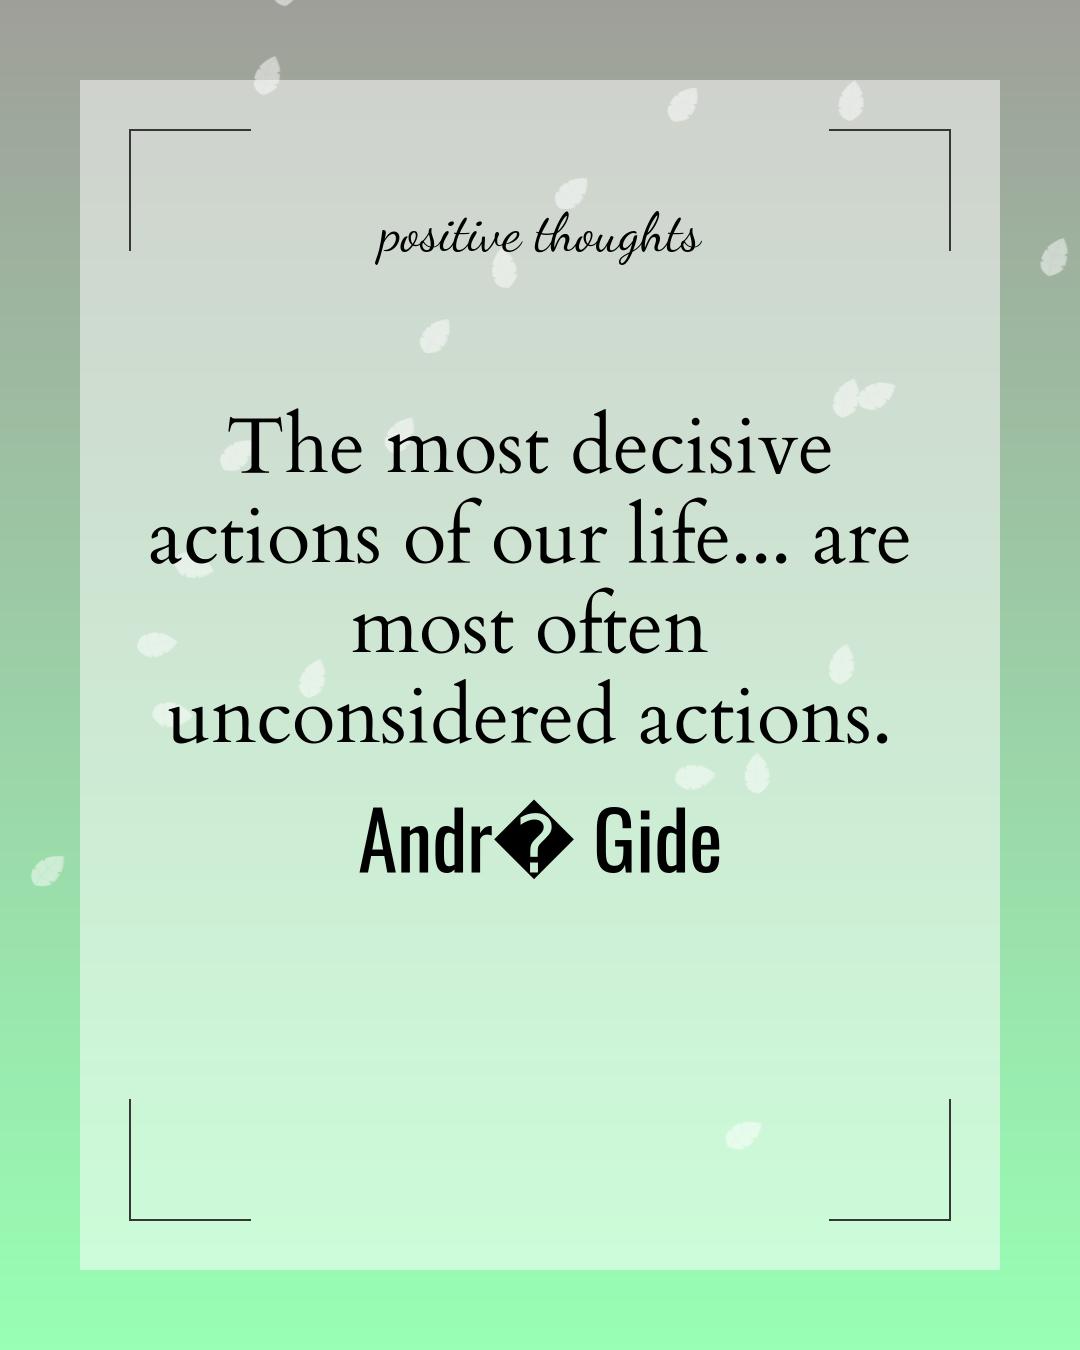 positive thoughts
The most decisive
actions of our life... are
most often
unconsidered actions.
Andr� Gide